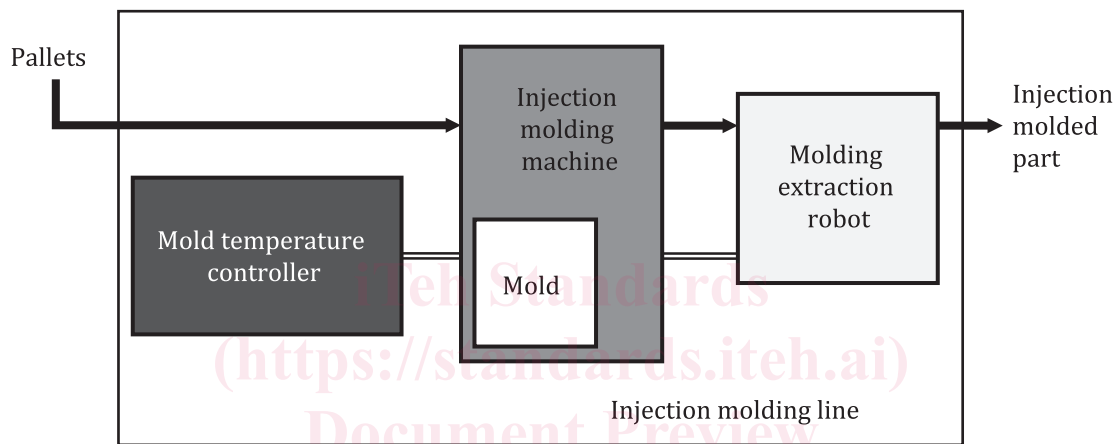 Pallets
Injection
molding
machine
Injection
molded
part
Molding
extraction
robot
Mold temperature
controller
Mold
iTeh Standards
(https://standards.iteh.ai)
Injection molding line
Document Preview